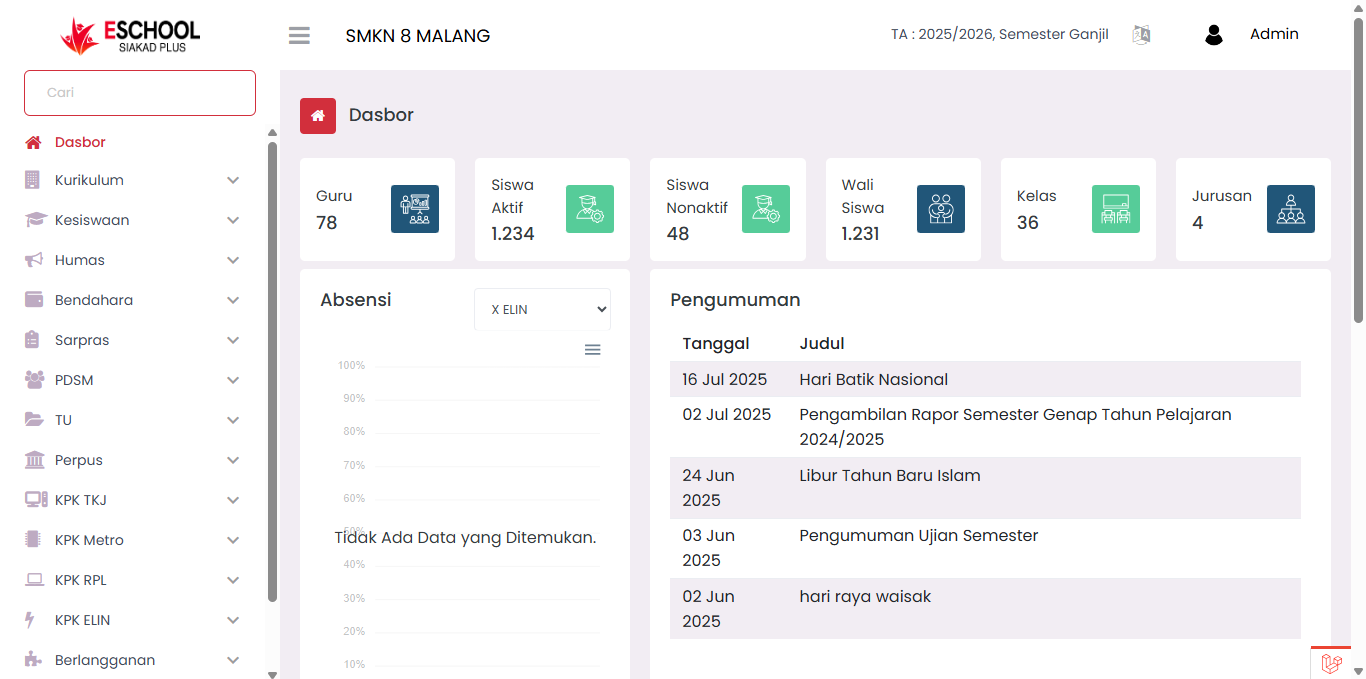 ESCHOOL
SIAKAD PLUS
SMKN 8 MALANG
TA : 2025/2026, Semester Ganjil
Admin
Cari
Dasbor
Kurikulum
Kesiswaan
Humas
Bendahara
Sarpras
PDSM
TU
Perpus
KPK TKJ
KPK Metro
KPK RPL
KPK ELIN
Berlangganan
Dasbor
Guru
78
Siswa
Aktif
1.234
Siswa
Nonaktif
48
Wali
Siswa
1.231
Kelas
36
Jurusan
4
Absensi
X ELIN
100%
90%
80%
70%
60%
50%
Tidak Ada Data yang Ditemukan.
40%
30%
20%
10%
Pengumuman
Tanggal Judul
16 Jul 2025 Hari Batik Nasional
02 Jul 2025 Pengambilan Rapor Semester Genap Tahun Pelajaran
2024/2025
24 Jun Libur Tahun Baru Islam
2025
03 Jun Pengumuman Ujian Semester
2025
02 Jun hari raya waisak
2025